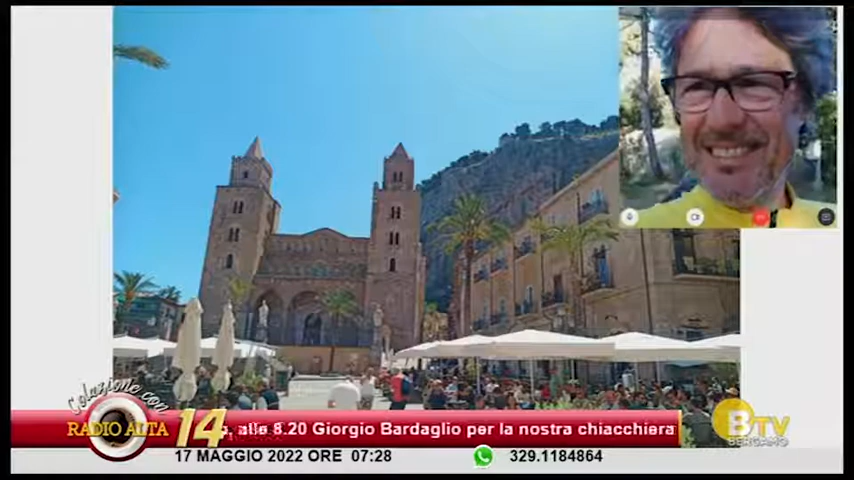 Colazione con
RADIO ALTA
14
alle 8.20 Giorgio Bardaglio per la nostra chiacchiera
BTV
BERGAMO
17 MAGGIO 2022 ORE 07:28
329.1184864